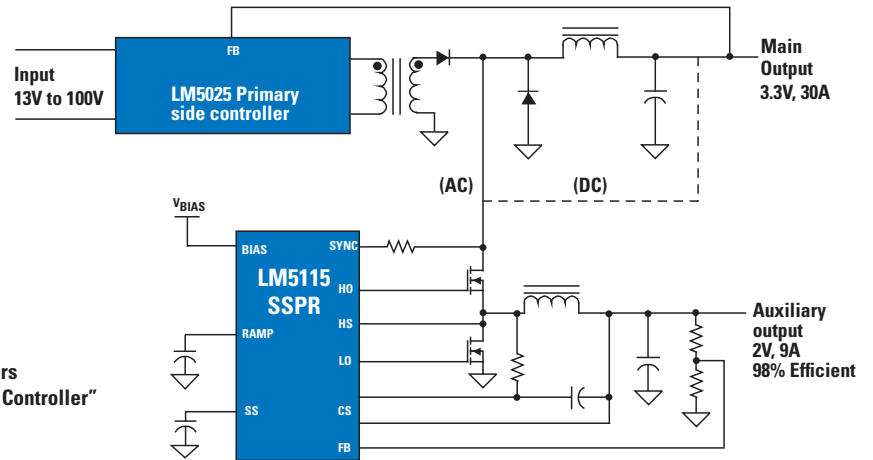 FB
LM5025 Primary
side controller
Input
13V to 100V
Main
Output
3.3V, 30A
(AC)
(DC)
VBIAS
BIAS
SYNC
LM5115
SSPR
HO
HS
RAMP
LO
SS
CS
FB
Auxiliary
output
2V, 9A
98% Efficient
rs
Controller”